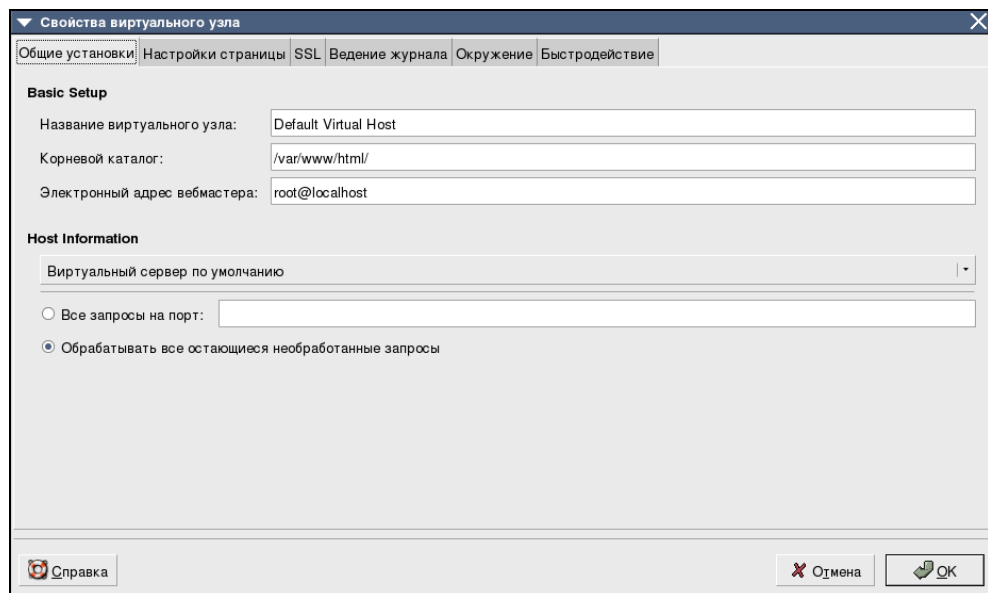 Свойства виртуального узла
Общие установки Настройки страницы SSL Ведение журнала Окружение Быстродействие
Basic Setup
Название виртуального узла: Default Virtual Host
Корневой каталог: /var/www/html/
Электронный адрес вебмастера: root@localhost
Host Information
Виртуальный сервер по умолчанию
Все запросы на порт:
Обрабатывать все остающиеся необработанные запросы
Справка Отмена OK